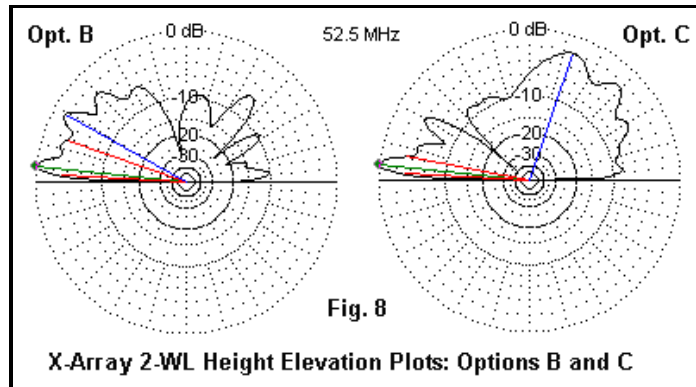 Opt. B
0 dB
52.5 MHz
0 dB
Opt. C
-10
20
30
-10
20
30
Fig. 8
X-Array 2-WL Height Elevation Plots: Options B and C